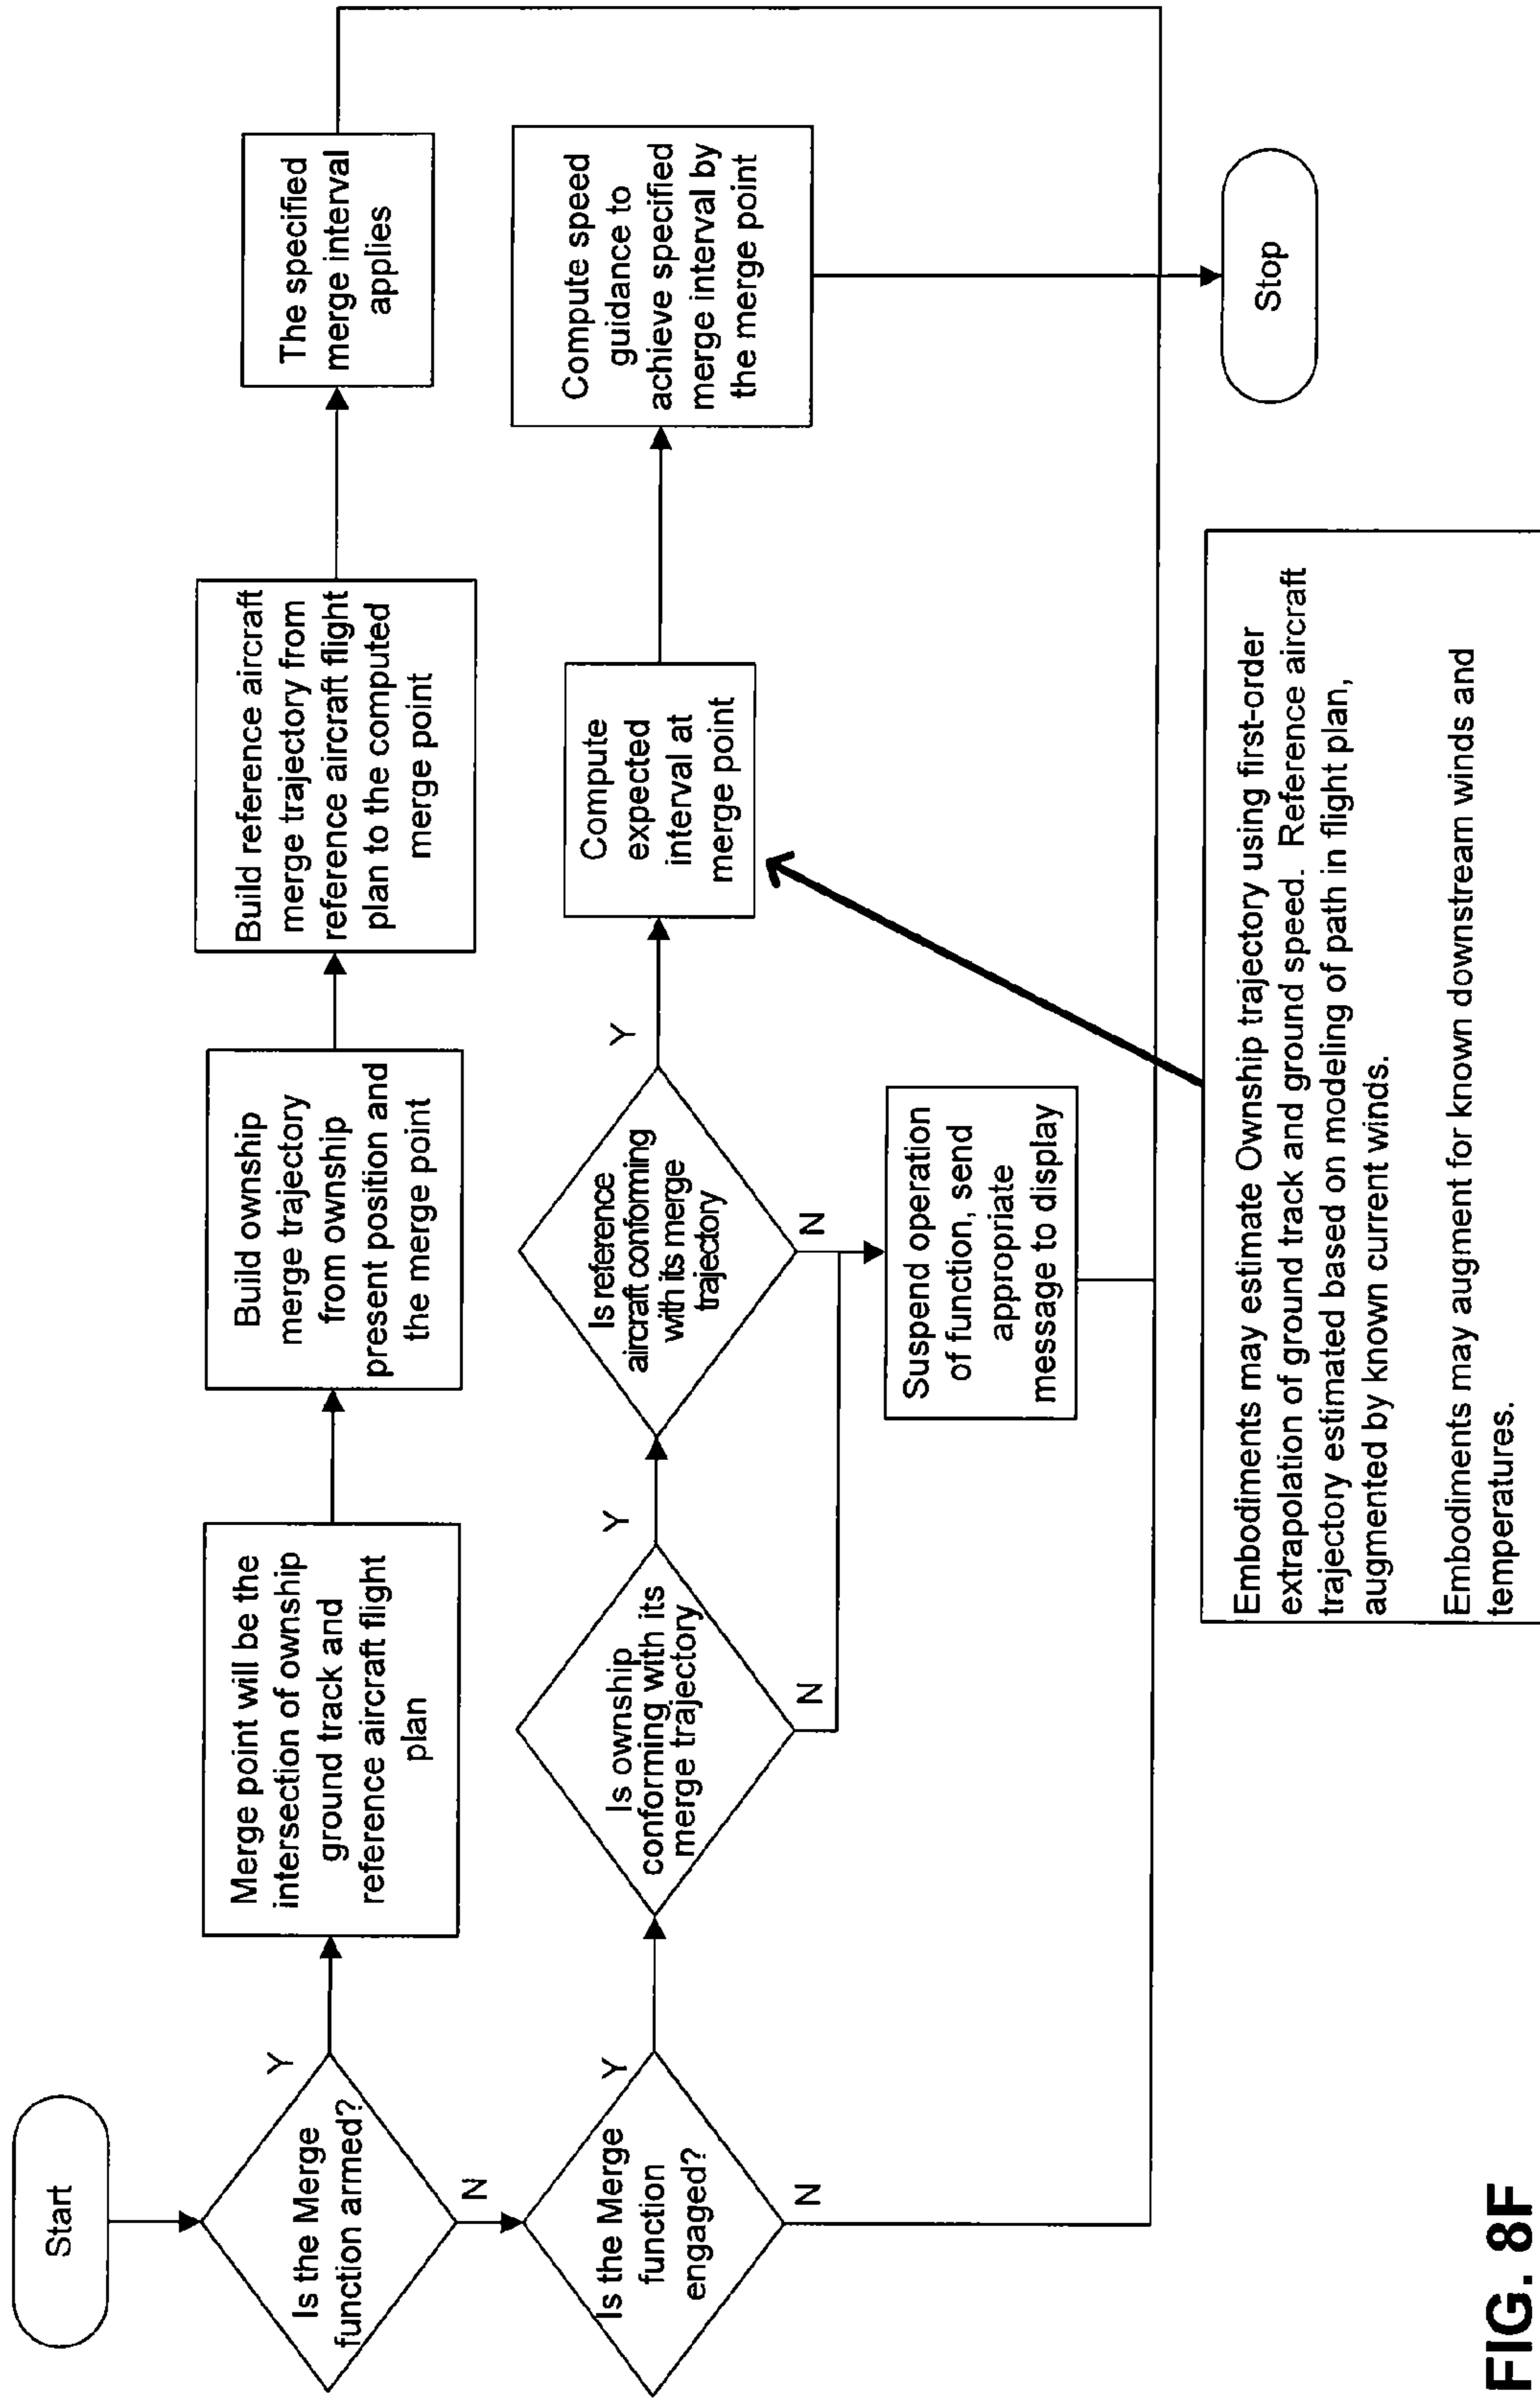 Start
Is the Merge
function armed?
Y
N
Merge point will be the
intersection of ownship
ground track and
reference aircraft flight
plan
Build ownship
merge trajectory
from ownship
present position and
the merge point
Build reference aircraft
merge trajectory from
reference aircraft flight
plan to the computed
merge point
The specified
merge interval
applies
Is the Merge
function
engaged?
Y
N
Is ownship
conforming with its
merge trajectory
Y
N
Is reference
aircraft conforming
with its merge
trajectory
Y
N
Compute
expected
interval at
merge point
Compute speed
guidance to
achieve specified
merge interval by
the merge point
Suspend operation
of function, send
appropriate
message to display
Stop
Embodiments may estimate Ownship trajectory using first-order
extrapolation of ground track and ground speed. Reference aircraft
trajectory estimated based on modeling of path in flight plan,
augmented by known current winds.
Embodiments may augment for known downstream winds and
temperatures.
FIG. 8F